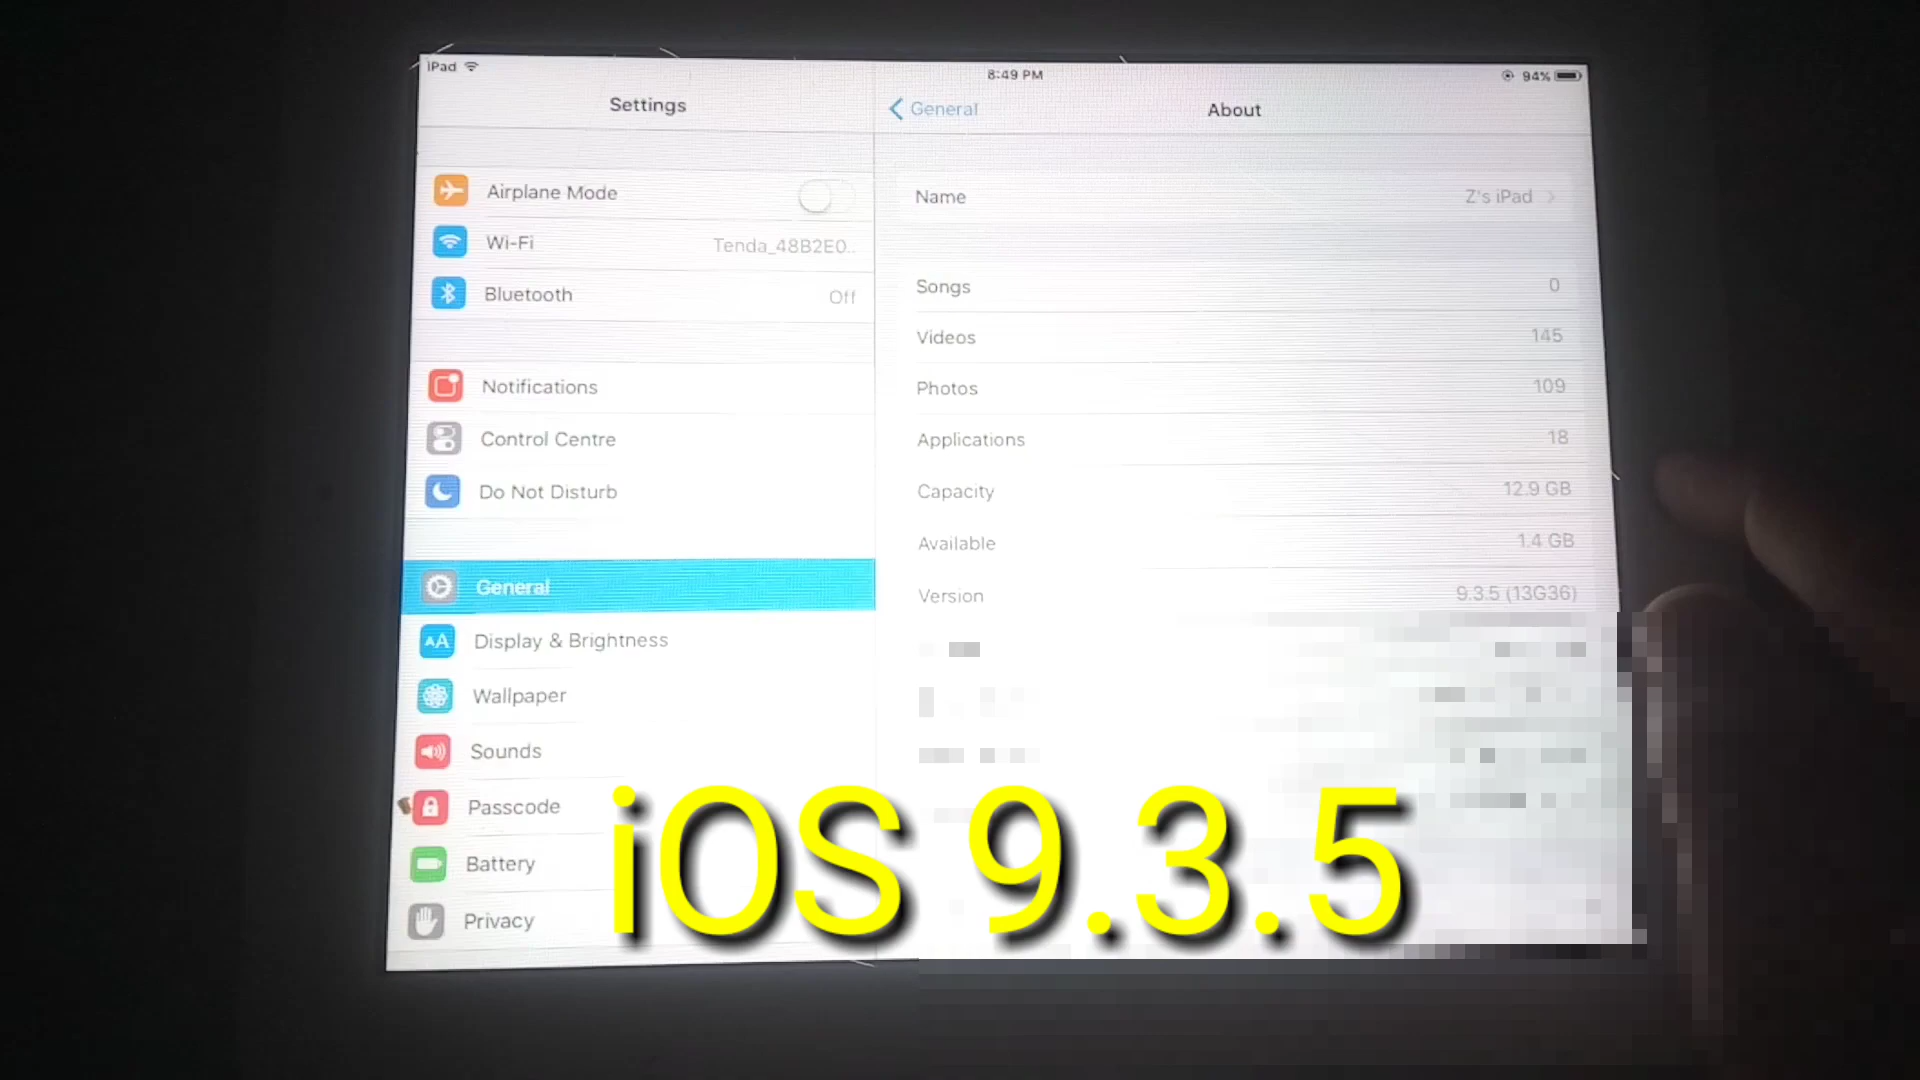 iPad
8:49 PM
94%
Settings
General
About
Airplane Mode
Wi-Fi
Tenda_48B2E0..
Bluetooth
Off
Notifications
Control Centre
Do Not Disturb
General
Display & Brightness
Wallpaper
Sounds
Passcode
Battery
Privacy
Name
Z's iPad
Songs
0
Videos
145
Photos
109
Applications
18
Capacity
12.9 GB
Available
1.4 GB
Version
9.3.5 (13G36)
iOS 9.3.5